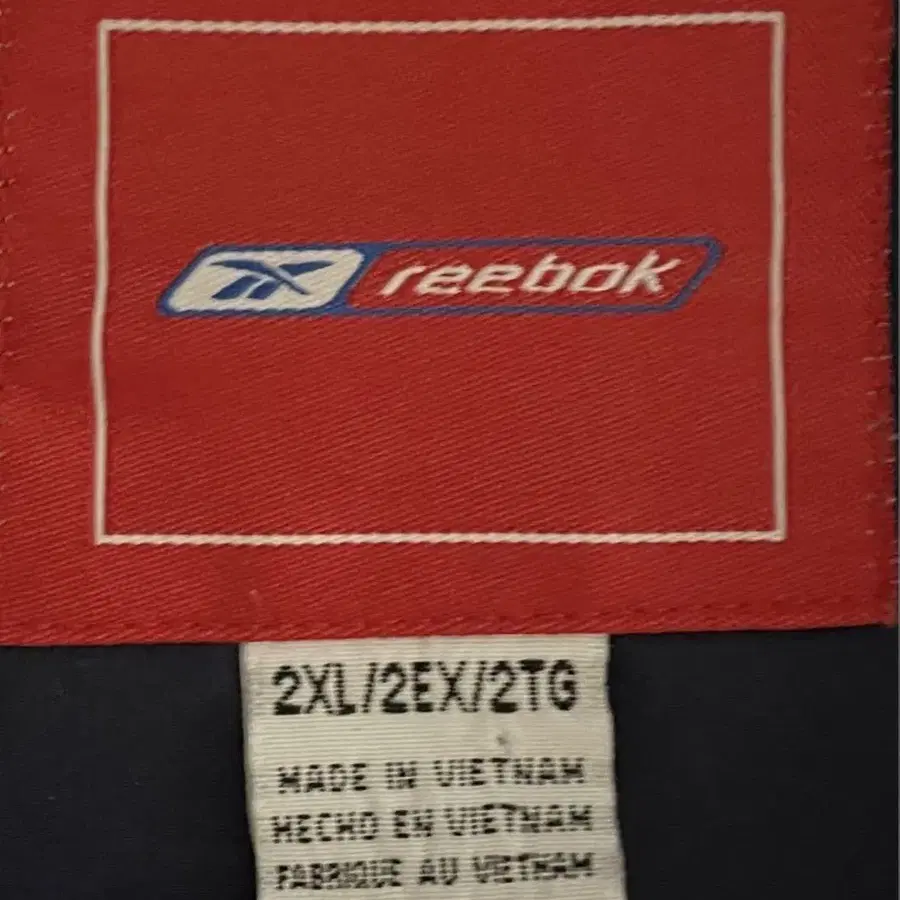 reebok
2XL/2EX/2TG
MADE IN VIETNAM
HECHO EN VIETNAM
FABRIQUE AU VIETNAM